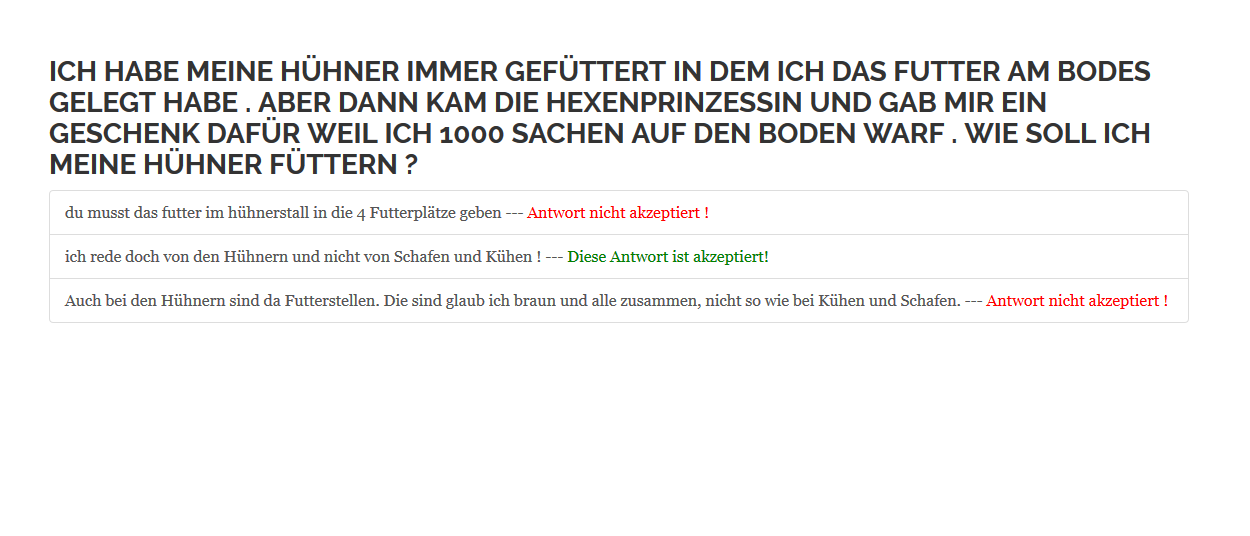 ICH HABE MEINE HÜHNER IMMER GEFÜTTERT IN DEM ICH DAS FUTTER AM BODES
GELEGT HABE . ABER DANN KAM DIE HEXENPRINZESSIN UND GAB MIR EIN
GESCHENK DAFÜR WEIL ICH 1000 SACHEN AUF DEN BODEN WARF . WIE SOLL ICH
MEINE HÜHNER FÜTTERN ?
du musst das futter im hühnerstall in die 4 Futterplätze geben --- Antwort nicht akzeptiert !
ich rede doch von den Hühnern und nicht von Schafen und Kühen ! --- Diese Antwort ist akzeptiert!
Auch bei den Hühnern sind da Futterstellen. Die sind glaub ich braun und alle zusammen, nicht so wie bei Kühen und Schafen. --- Antwort nicht akzeptiert !